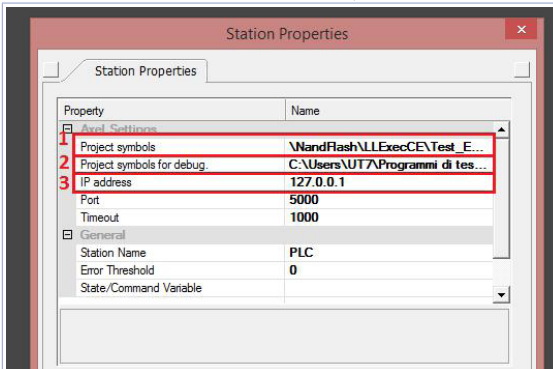 Station Properties
Station Properties
Property Name
Axel Settings
1 Project symbols \NandFlash\LLExecCE\Test_E...
2 Project symbols for debug. C:\Users\UT7\Programmi di tes...
3 IP address 127.0.0.1
Port 5000
Timeout 1000
General
Station Name PLC
Error Threshold 0
State/Command Variable